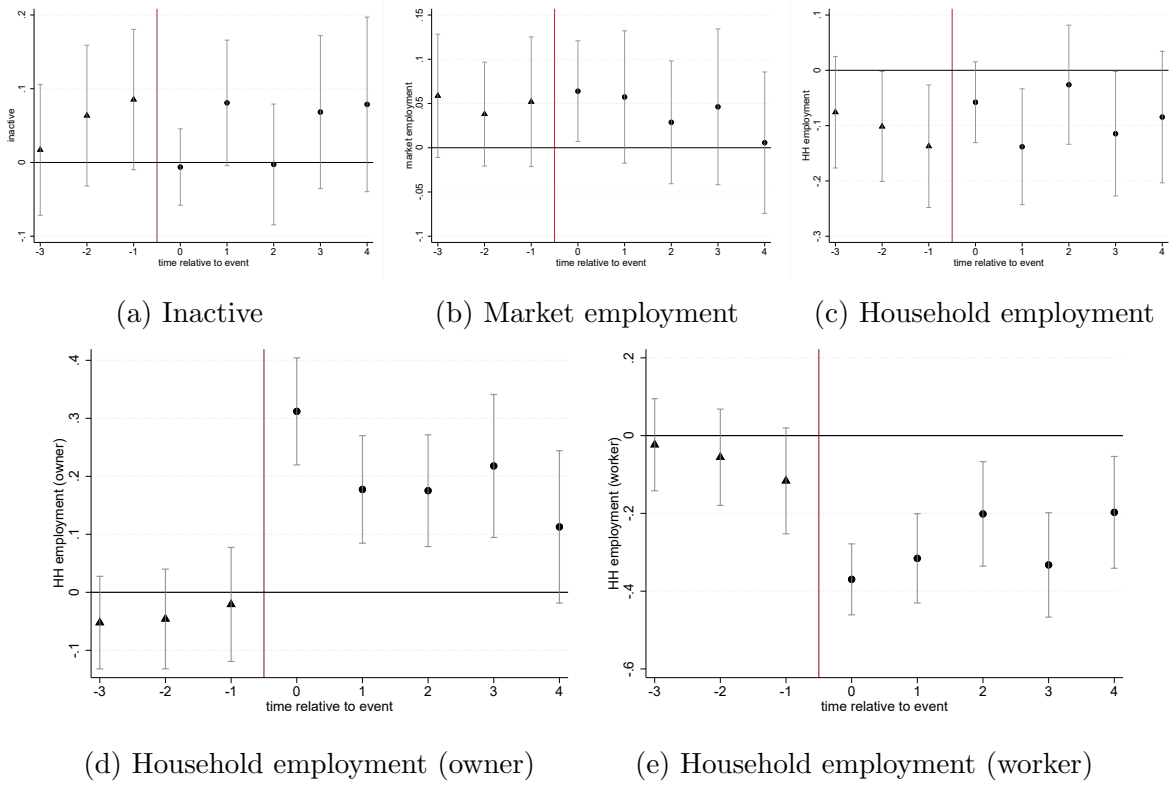 .2
.1
0
-.1
inactive
-3 -2 -1 0 1 2 3 4
time relative to event
.15
.1
.05
0
-.05
-.1
market employment
-3 -2 -1 0 1 2 3 4
time relative to event
.1
0
-.1
-.2
-.3
HH employment
-3 -2 -1 0 1 2 3 4
time relative to event
(a) Inactive
(b) Market employment
(c) Household employment
.4
.3
.2
.1
0
-.1
HH employment (owner)
-3 -2 -1 0 1 2 3 4
time relative to event
.2
0
-.2
-.4
-.6
HH employment (worker)
-3 -2 -1 0 1 2 3 4
time relative to event
(d) Household employment (owner)
(e) Household employment (worker)